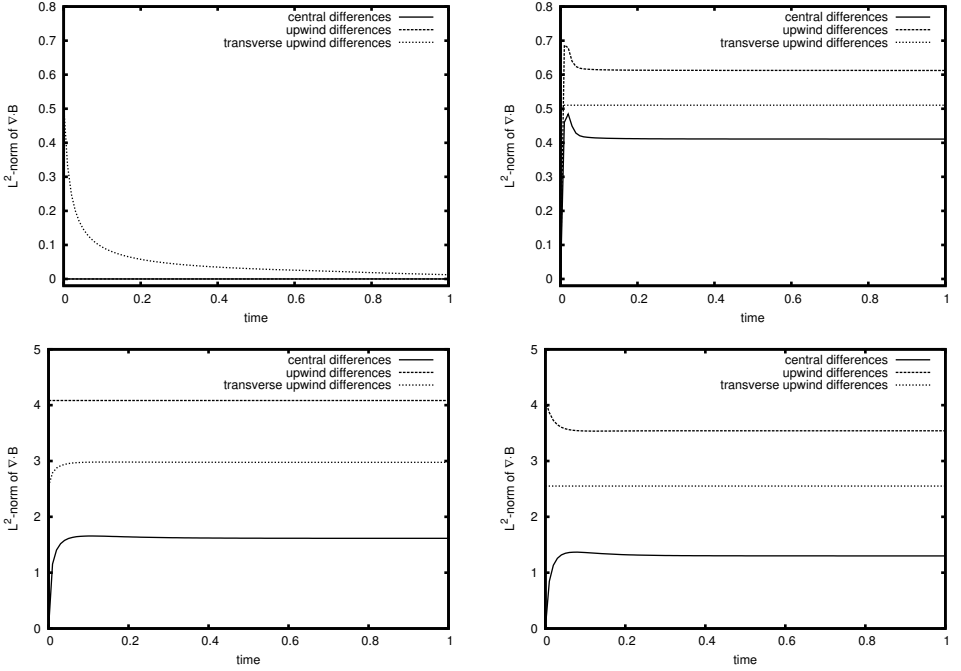 0.8
0.7
0.6
0.5
0.4
0.3
0.2
0.1
0
L2-norm of ∇·B
central differences
upwind differences
transverse upwind differences
0 0.2 0.4 0.6 0.8 1
time
0.8
0.7
0.6
0.5
0.4
0.3
0.2
0.1
0
L2-norm of ∇·B
central differences
upwind differences
transverse upwind differences
0 0.2 0.4 0.6 0.8 1
time
5
4
3
2
1
0
L2-norm of ∇·B
central differences
upwind differences
transverse upwind differences
0 0.2 0.4 0.6 0.8 1
time
5
4
3
2
1
0
L2-norm of ∇·B
central differences
upwind differences
transverse upwind differences
0 0.2 0.4 0.6 0.8 1
time